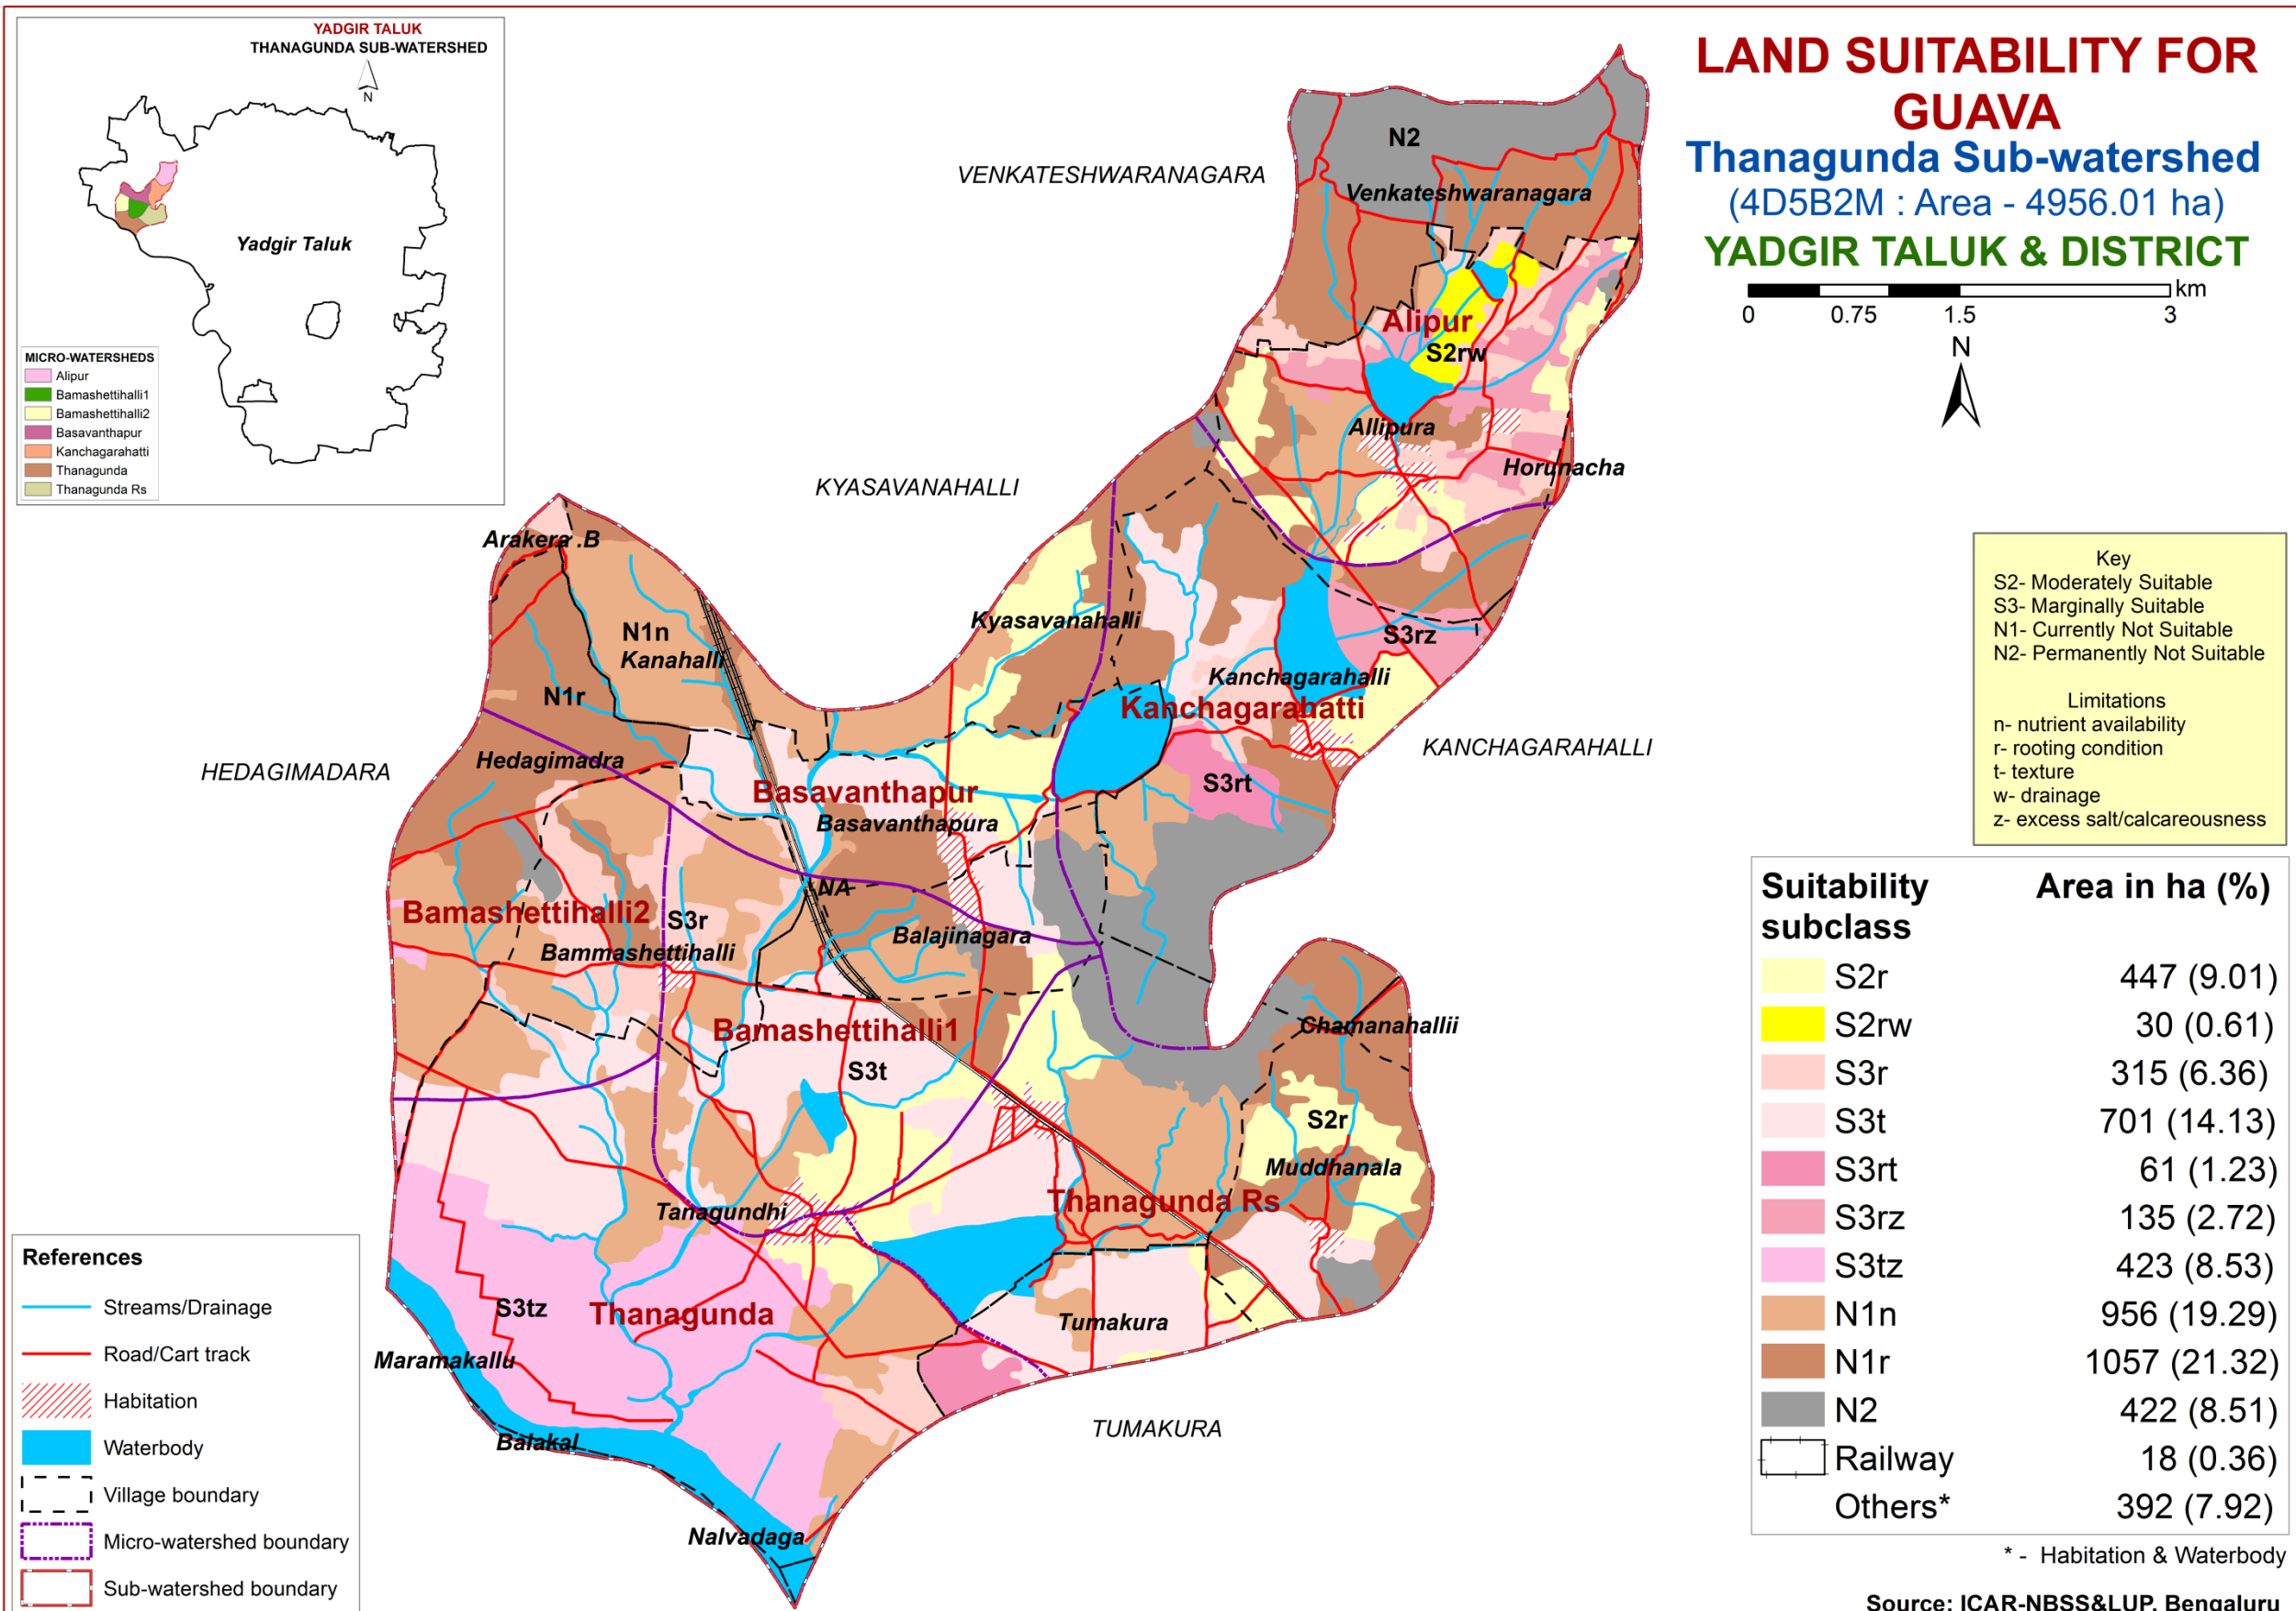 YADGIR TALUK
THANAGUNDA SUB-WATERSHED
N
Yadgir Taluk
MICRO-WATERSHEDS
Alipur
Bamashettihalli1
Bamashettihalli2
Basavanthapur
Kanchagarahatti
Thanagunda
Thanagunda Rs
LAND SUITABILITY FOR
GUAVA
Thanagunda Sub-watershed
(4D5B2M : Area - 4956.01 ha)
YADGIR TALUK & DISTRICT
km
0 0.75 1.5 3
N
N2
VENKATESHWARANAGARA
Venkateshwaranagara
Alipur
S2rw
Allipura
Horunacha
KYASAVANAHALLI
Arakera .B
Kyasavanahalli
N1n
Kanahalli
S3rz
Kanchagarahalli
N1r
Kanchagarahatti
KANCHAGARAHALLI
Hedagimadra
HEDAGIMADARA
S3rt
Basavanthapur
Basavanthapura
NA
Bamashettihalli2
S3r
Balajinagara
Bammashettihalli
Chamanahallii
Bamashettihalli1
S3t
S2r
Muddhanala
Thanagunda Rs
Tanagundhi
S3tz
Thanagunda
Tumakura
Maramakallu
TUMAKURA
Balakal
Nalvadaga
Key
S2- Moderately Suitable
S3- Marginally Suitable
N1- Currently Not Suitable
N2- Permanently Not Suitable
Limitations
n- nutrient availability
r- rooting condition
t- texture
w- drainage
z- excess salt/calcareousness
Suitability Area in ha (%)
subclass
S2r 447 (9.01)
S2rw 30 (0.61)
S3r 315 (6.36)
S3t 701 (14.13)
S3rt 61 (1.23)
S3rz 135 (2.72)
S3tz 423 (8.53)
N1n 956 (19.29)
N1r 1057 (21.32)
N2 422 (8.51)
Railway 18 (0.36)
Others* 392 (7.92)
* - Habitation & Waterbody
Source: ICAR-NBSS&LUP, Bengaluru
References
Streams/Drainage
Road/Cart track
Habitation
Waterbody
Village boundary
Micro-watershed boundary
Sub-watershed boundary